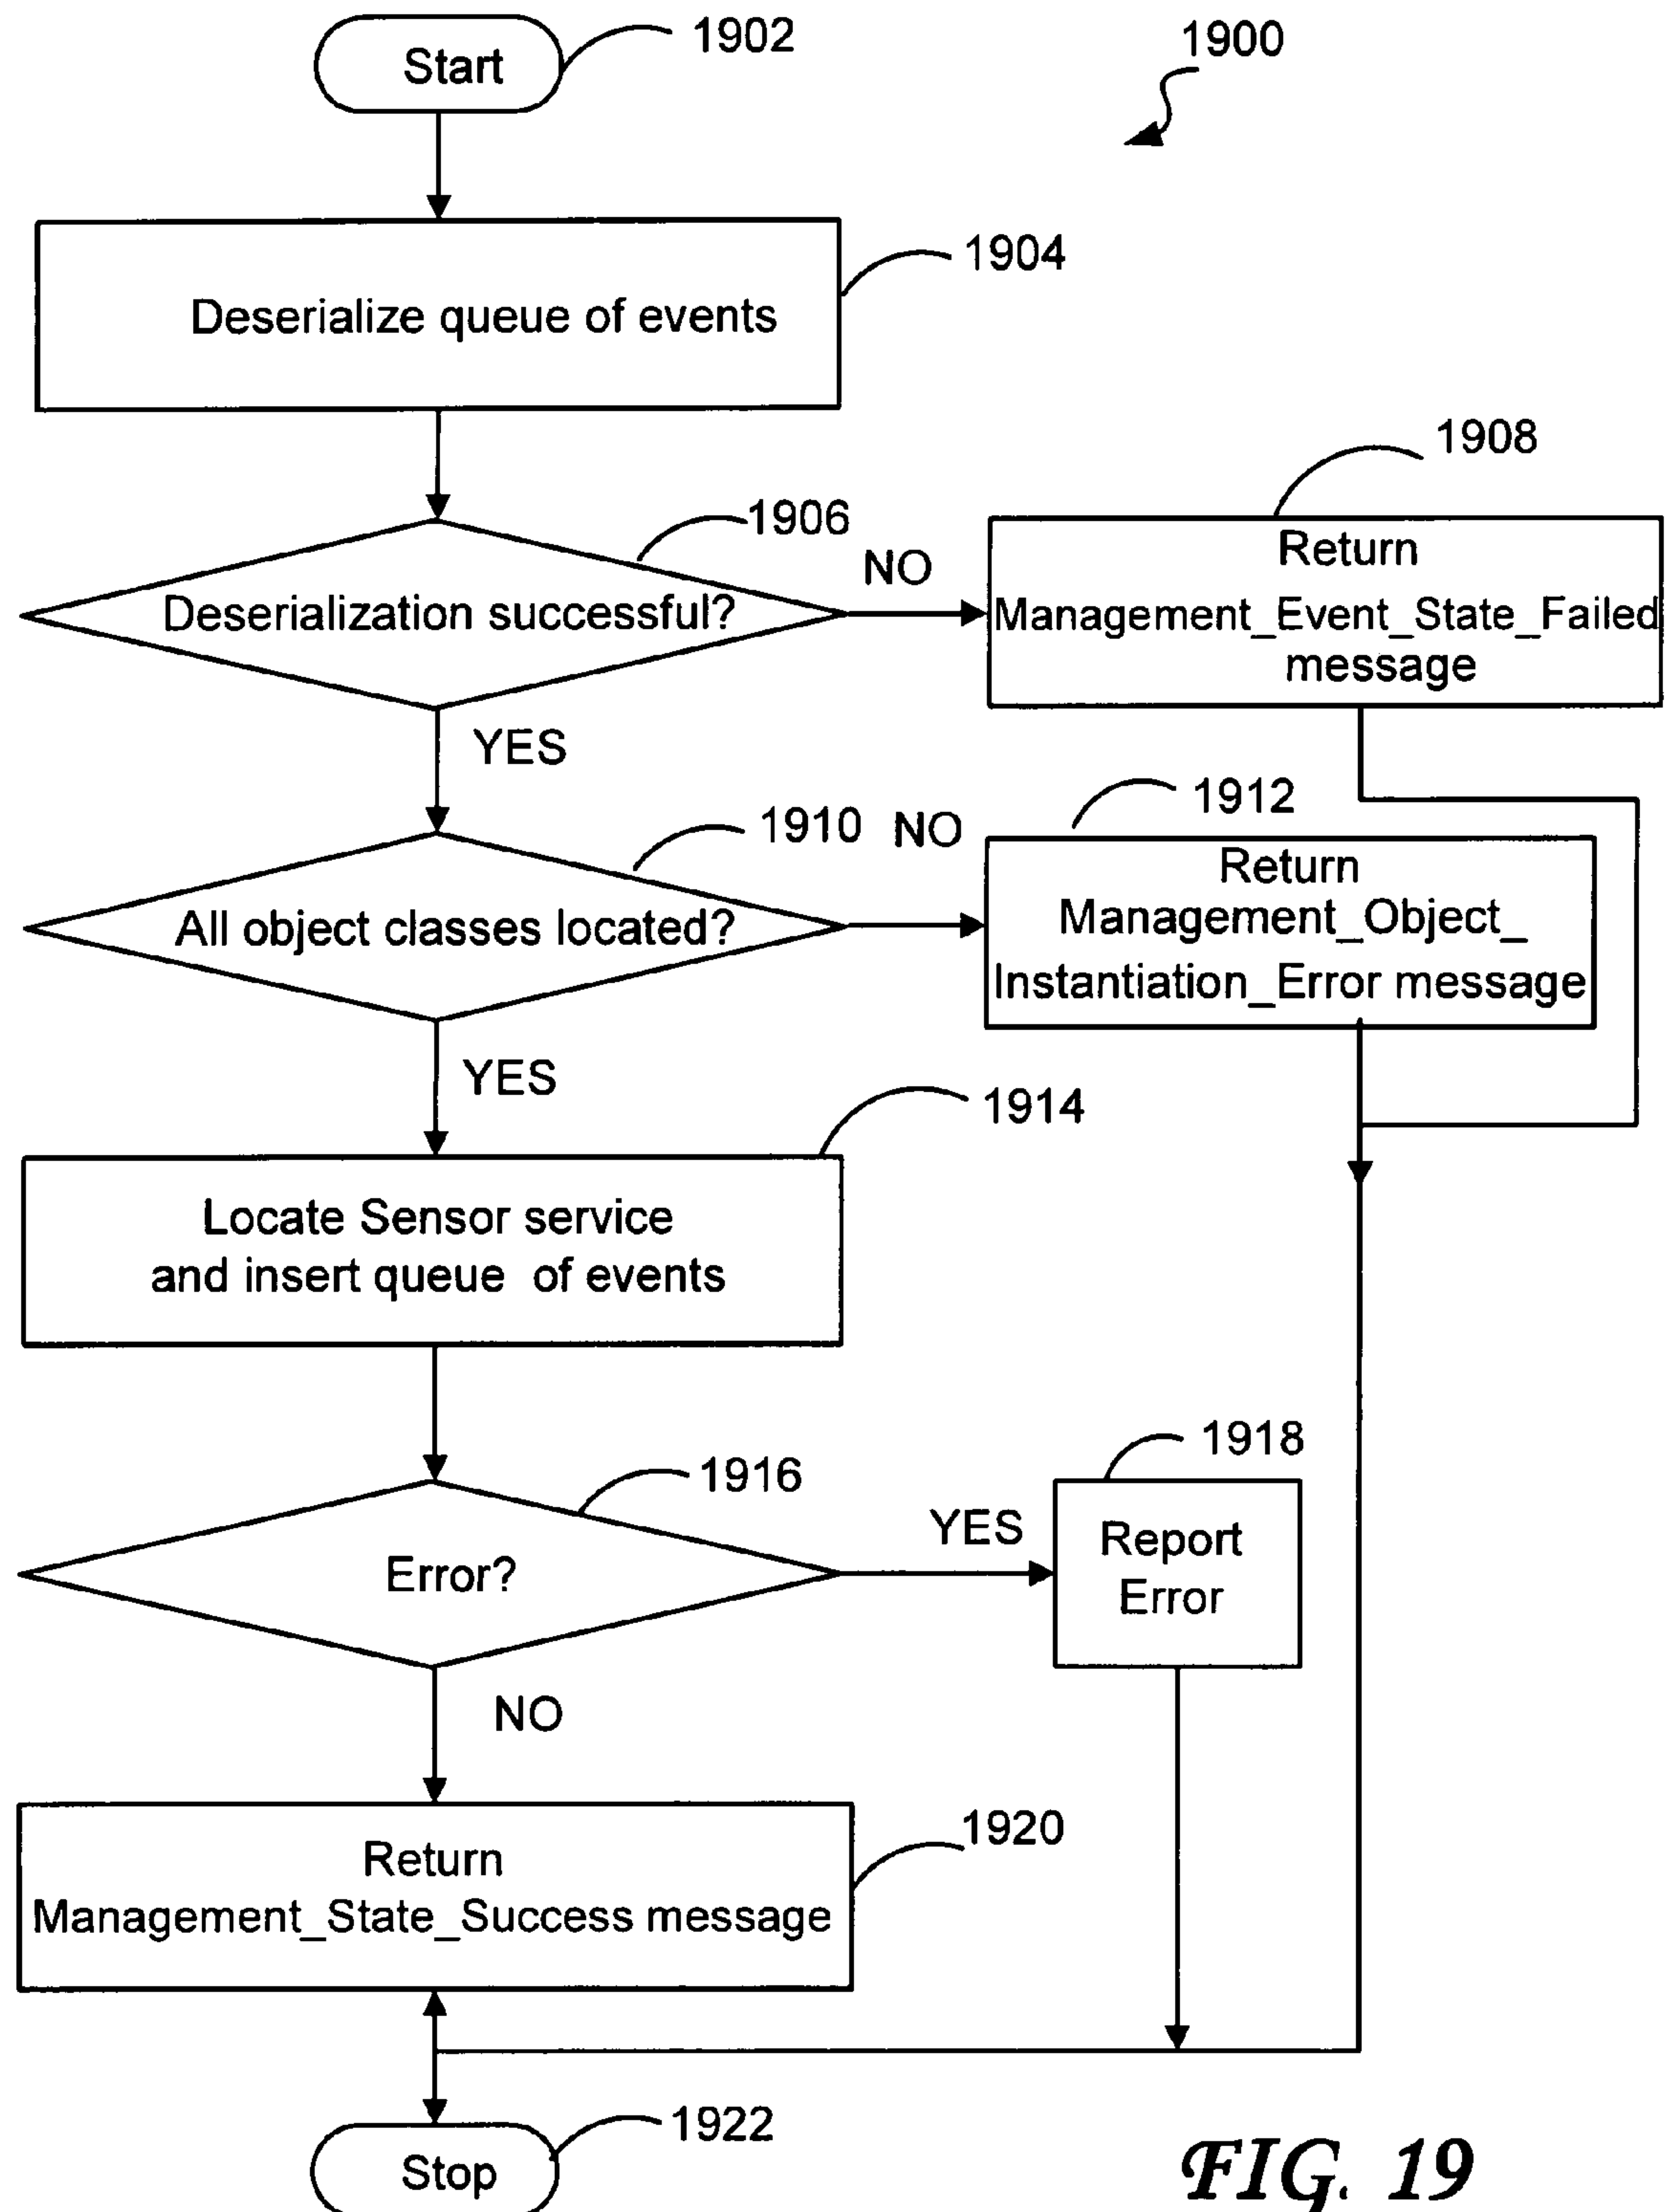 Start
1902
1900
Deserialize queue of events
1904
Deserialization successful?
1906
NO
Return
Management_Event_State_Failed
message
1908
YES
All object classes located?
1910
NO
Return
Management_Object_
Instantiation_Error message
1912
YES
Locate Sensor service
and insert queue of events
1914
Error?
1916
YES
Report
Error
1918
NO
Return
Management_State_Success message
1920
Stop
1922
FIG. 19